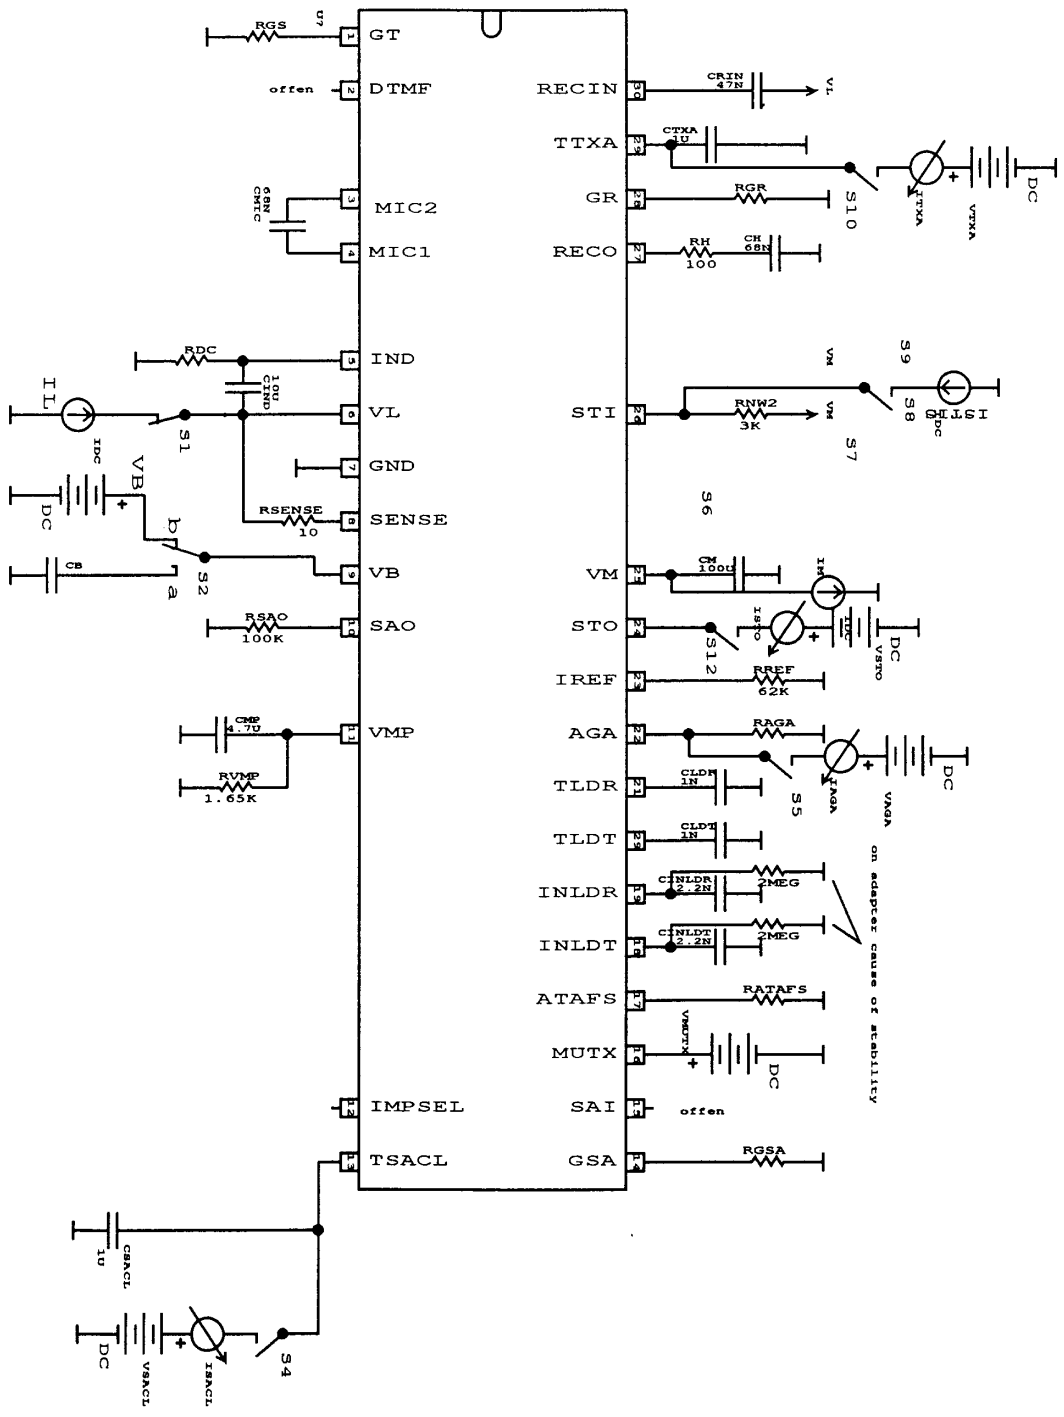 RGS
U?
1
GT
offen
2
DTMF
RECIN
30
CRIN
47N
VL
TTXA
29
CTXA
1U
S10
ITXA
+
VTXA
DC
68N
CMIC
3
MIC2
4
MIC1
GR
28
RGR
RECO
27
RH
100
CH
68N
RDC
5
IND
10U
CIND
IL
IDC
S1
6
VL
STI
26
RNW2
3K
VM
VM
S9
S8
S7
S6
ISTI
DC
7
GND
VB
+
DC
RSENSE
10
8
SENSE
b
a
S2
CB
9
VB
VM
25
CM
100U
IM
IDC
RSAO
100K
10
SAO
STO
24
S12
ISTO
+
VSTO
DC
IREF
23
RREF
62K
CMP
4.7U
11
VMP
RVMP
1.65K
AGA
22
RAGA
S5
IAGA
+
VAGA
DC
TLDR
21
CLDR
1N
TLDT
20
CLDT
1N
INLDR
19
CINLDR
2.2N
2MEG
INLDT
18
CINLDT
2.2N
2MEG
on adapter cause of stability
ATAFS
17
RATAFS
MUTX
16
VMUTX
+
DC
12
IMPSEL
SAI
15
offen
13
TSACL
GSA
14
RGSA
1U
CSACL
DC
VSACL
+
ISACL
S4